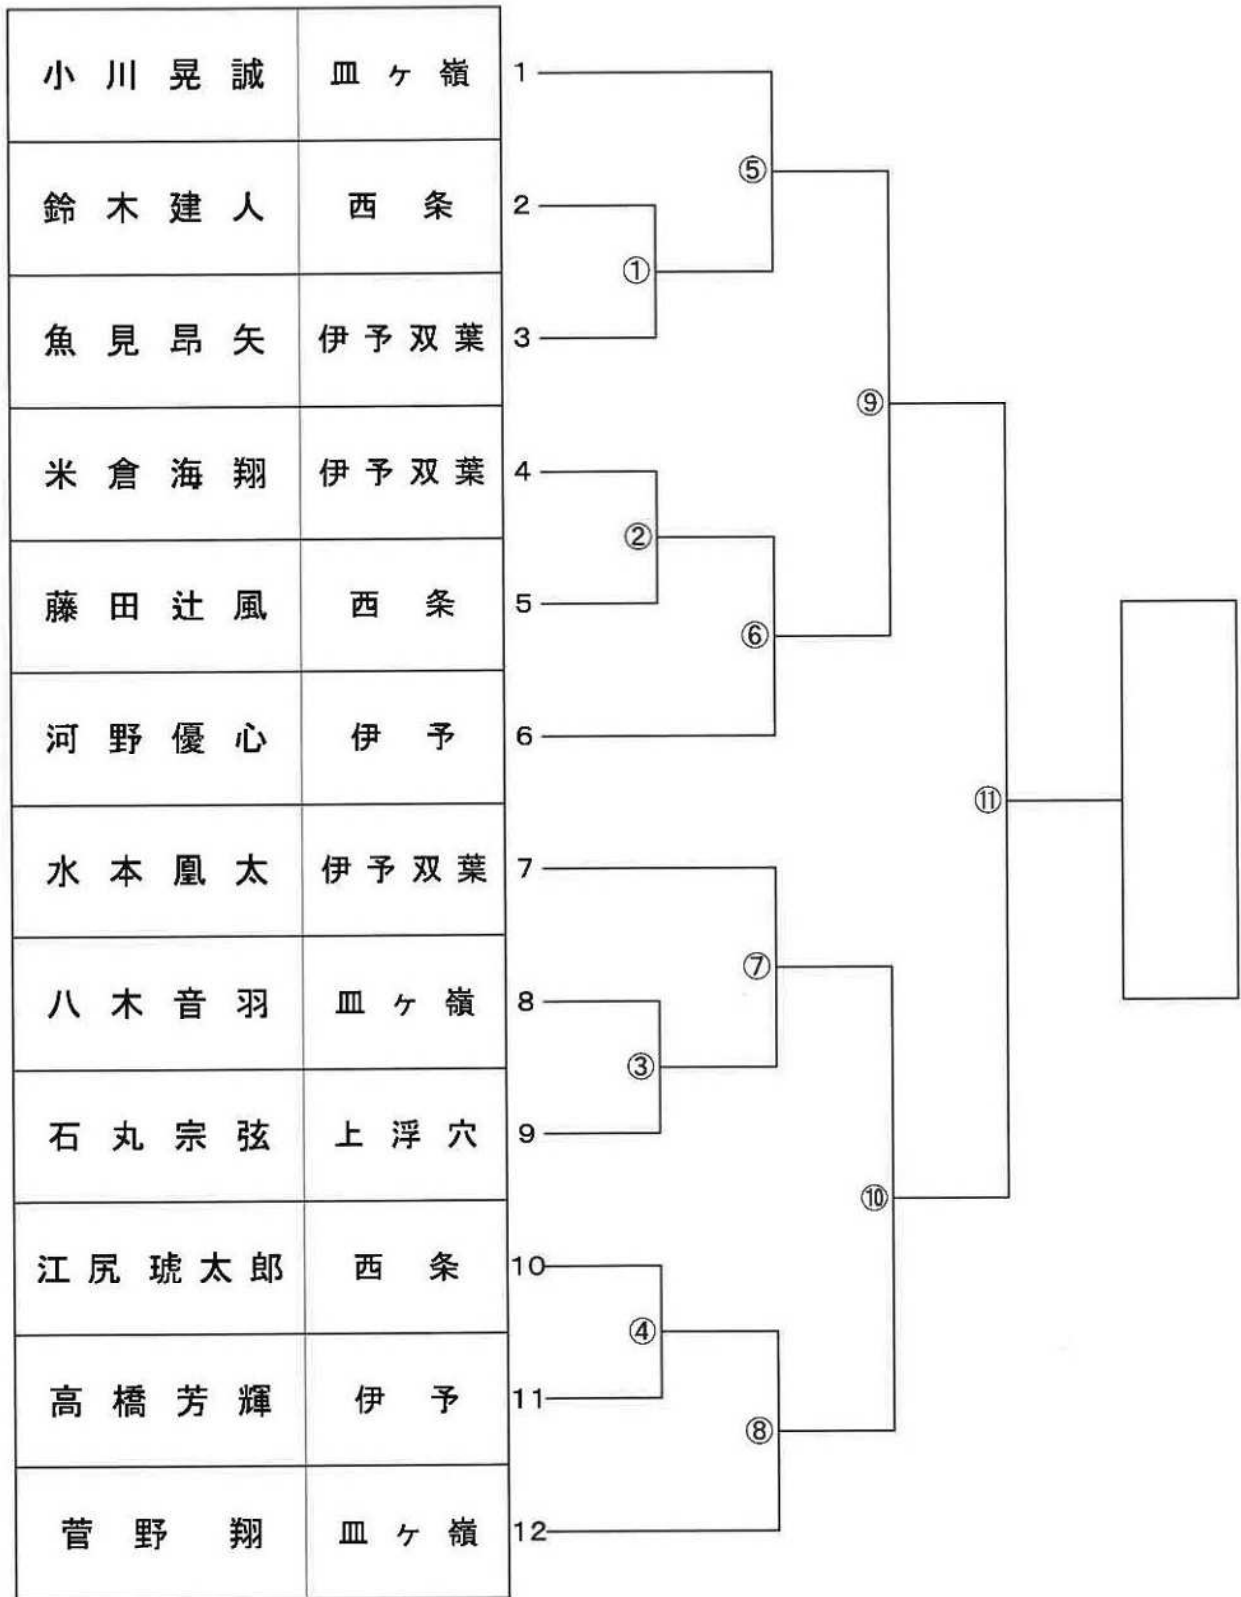 小川晃誠 皿ヶ嶺 1
⑤
鈴木建人 西条 2
①
魚見昂矢 伊予双葉 3
⑨
米倉海翔 伊予双葉 4
②
藤田辻風 西条 5
⑥
河野優心 伊予 6
⑪
水本凰太 伊予双葉 7
⑦
八木音羽 皿ヶ嶺 8
③
石丸宗弦 上浮穴 9
⑩
江尻琥太郎 西条 10
④
高橋芳輝 伊予 11
⑧
菅野翔 皿ヶ嶺 12